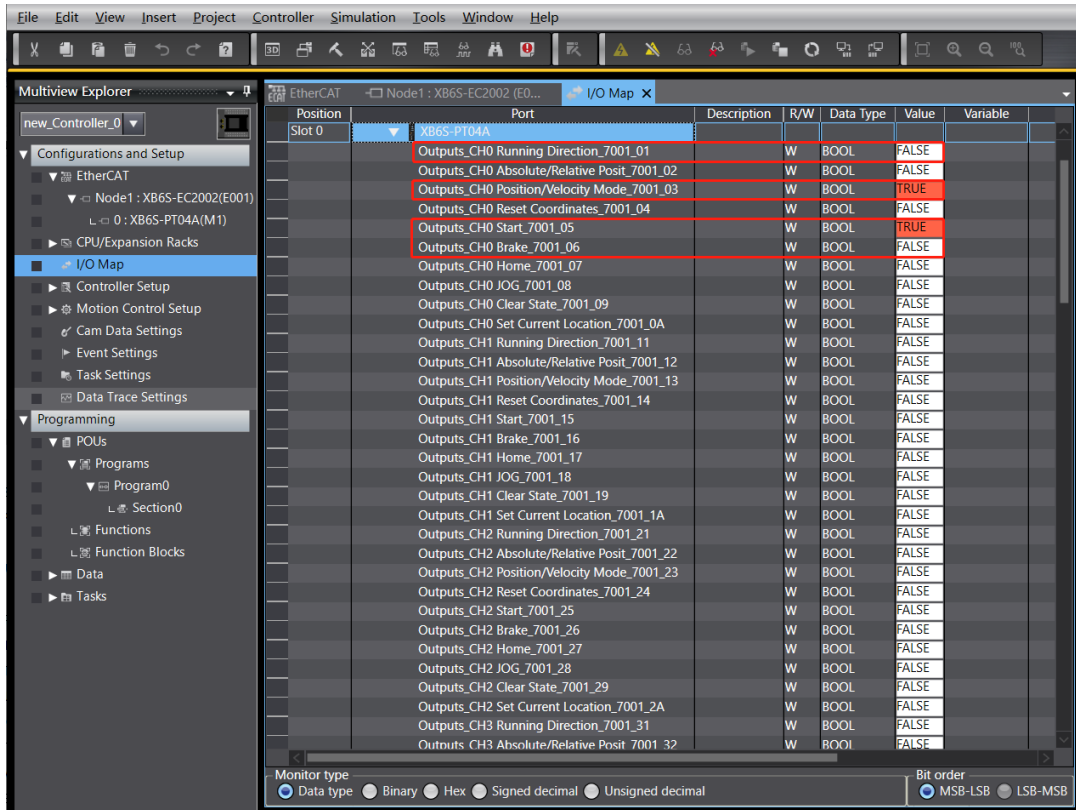 File Edit View Insert Project Controller Simulation Tools Window Help
Multiview Explorer
new_Controller_0
Configurations and Setup
EtherCAT
Node1 : XB6S-EC2002(E001)
0 : XB6S-PT04A(M1)
CPU/Expansion Racks
I/O Map
Controller Setup
Motion Control Setup
Cam Data Settings
Event Settings
Task Settings
Data Trace Settings
Programming
POUs
Programs
Program0
Section0
Functions
Function Blocks
Data
Tasks
EtherCAT Node1 : XB6S-EC2002 (E0... I/O Map
Position Port Description R/W Data Type Value Variable
Slot 0 XB6S-PT04A
Outputs_CH0 Running Direction_7001_01 W BOOL FALSE
Outputs_CH0 Absolute/Relative Posit_7001_02 W BOOL FALSE
Outputs_CH0 Position/Velocity Mode_7001_03 W BOOL TRUE
Outputs_CH0 Reset Coordinates_7001_04 W BOOL FALSE
Outputs_CH0 Start_7001_05 W BOOL TRUE
Outputs_CH0 Brake_7001_06 W BOOL FALSE
Outputs_CH0 Home_7001_07 W BOOL FALSE
Outputs_CH0 JOG_7001_08 W BOOL FALSE
Outputs_CH0 Clear State_7001_09 W BOOL FALSE
Outputs_CH0 Set Current Location_7001_0A W BOOL FALSE
Outputs_CH1 Running Direction_7001_11 W BOOL FALSE
Outputs_CH1 Absolute/Relative Posit_7001_12 W BOOL FALSE
Outputs_CH1 Position/Velocity Mode_7001_13 W BOOL FALSE
Outputs_CH1 Reset Coordinates_7001_14 W BOOL FALSE
Outputs_CH1 Start_7001_15 W BOOL FALSE
Outputs_CH1 Brake_7001_16 W BOOL FALSE
Outputs_CH1 Home_7001_17 W BOOL FALSE
Outputs_CH1 JOG_7001_18 W BOOL FALSE
Outputs_CH1 Clear State_7001_19 W BOOL FALSE
Outputs_CH1 Set Current Location_7001_1A W BOOL FALSE
Outputs_CH2 Running Direction_7001_21 W BOOL FALSE
Outputs_CH2 Absolute/Relative Posit_7001_22 W BOOL FALSE
Outputs_CH2 Position/Velocity Mode_7001_23 W BOOL FALSE
Outputs_CH2 Reset Coordinates_7001_24 W BOOL FALSE
Outputs_CH2 Start_7001_25 W BOOL FALSE
Outputs_CH2 Brake_7001_26 W BOOL FALSE
Outputs_CH2 Home_7001_27 W BOOL FALSE
Outputs_CH2 JOG_7001_28 W BOOL FALSE
Outputs_CH2 Clear State_7001_29 W BOOL FALSE
Outputs_CH2 Set Current Location_7001_2A W BOOL FALSE
Outputs_CH3 Running Direction_7001_31 W BOOL FALSE
Outputs_CH3 Absolute/Relative Posit_7001_32 W BOOL FALSE
Monitor type Bit order
Data type Binary Hex Signed decimal Unsigned decimal MSB-LSB LSB-MSB